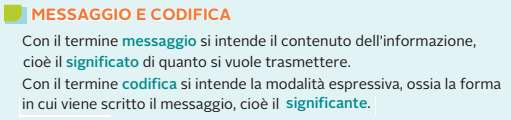 MESSAGGIO E CODIFICA
Con il termine messaggio si intende il contenuto dell'informazione,
cioè il significato di quanto si vuole trasmettere.
Con il termine codifica si intende la modalità espressiva, ossia la forma
in cui viene scritto il messaggio, cioè il significante.